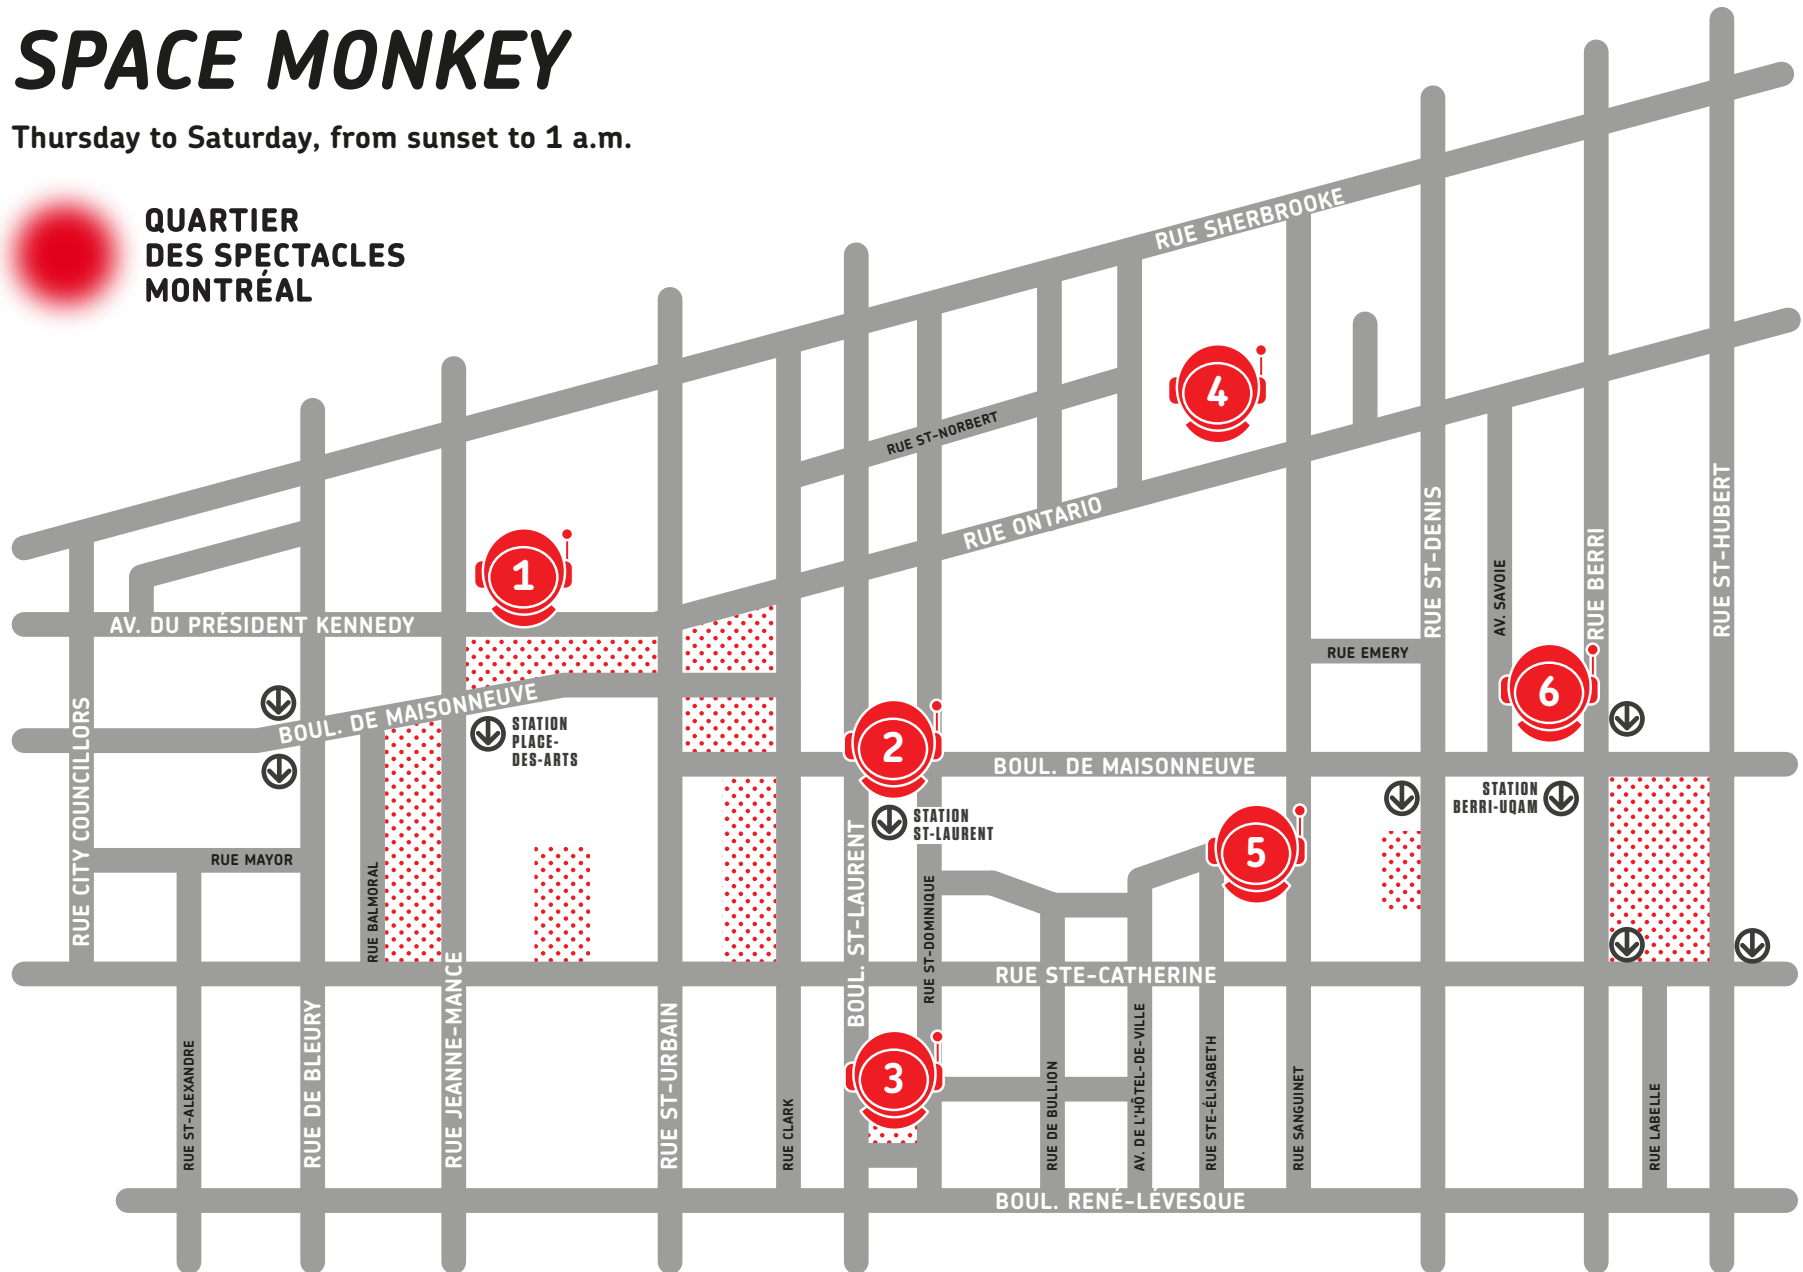 SPACE MONKEY
Thursday to Saturday, from sunset to 1 a.m.
QUARTIER
DES SPECTACLES
MONTRÉAL
RUE SHERBROOKE
4
RUE ST-NORBERT
RUE ONTARIO
1
AV. DU PRÉSIDENT KENNEDY
RUE ST-DENIS
AV. SAVOIE
RUE BERRI
RUE ST-HUBERT
RUE EMERY
6
BOUL. DE MAISONNEUVE
STATION
PLACE-
DES-ARTS
2
BOUL. DE MAISONNEUVE
STATION
BERRI-UQAM
STATION
ST-LAURENT
5
RUE CITY COUNCILLORS
RUE MAYOR
RUE BALMORAL
BOUL. ST-LAURENT
RUE ST-DOMINIQUE
RUE STE-CATHERINE
3
RUE ST-ALEXANDRE
RUE DE BLEURY
RUE JEANNE-MANCE
RUE ST-URBAIN
RUE CLARK
RUE DE BULLION
AV. DE L'HÔTEL-DE-VILLE
RUE STE-ÉLISABETH
RUE SANGUINET
RUE LABELLE
BOUL. RENÉ-LÉVESQUE